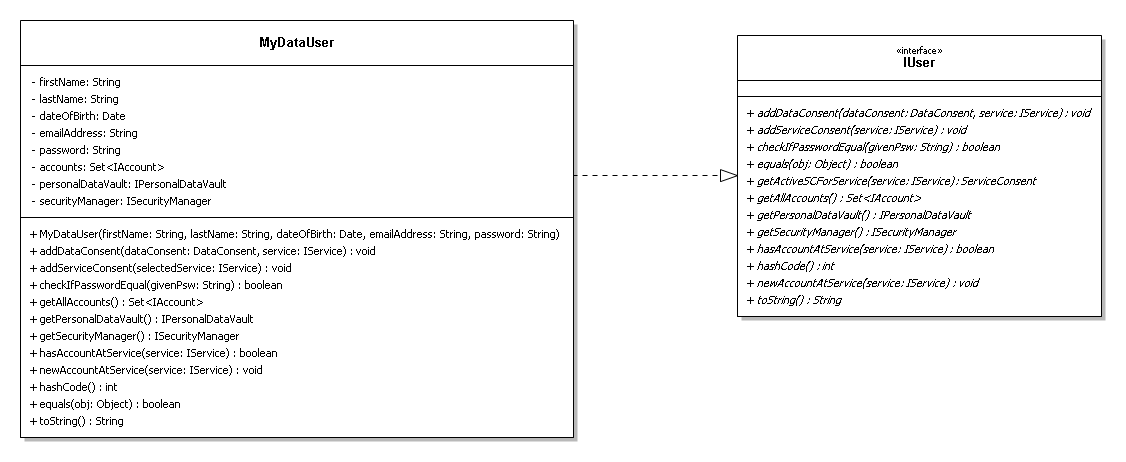 MyDataUser
- firstName: String
- lastName: String
- dateOfBirth: Date
- emailAddress: String
- password: String
- accounts: Set<IAccount>
- personalDataVault: IPersonalDataVault
- securityManager: ISecurityManager
+ MyDataUser(firstName: String, lastName: String, dateOfBirth: Date, emailAddress: String, password: String)
+ addDataConsent(dataConsent: DataConsent, service: IService) : void
+ addServiceConsent(selectedService: IService) : void
+ checkIfPasswordEqual(givenPsw: String) : boolean
+ getAllAccounts() : Set<IAccount>
+ getPersonalDataVault() : IPersonalDataVault
+ getSecurityManager() : ISecurityManager
+ hasAccountAtService(service: IService) : boolean
+ newAccountAtService(service: IService) : void
+ hashCode() : int
+ equals(obj: Object) : boolean
+ toString() : String
«interface»
IUser
+ addDataConsent(dataConsent: DataConsent, service: IService) : void
+ addServiceConsent(service: IService) : void
+ checkIfPasswordEqual(givenPsw: String) : boolean
+ equals(obj: Object) : boolean
+ getActiveSCForService(service: IService): ServiceConsent
+ getAllAccounts() : Set<IAccount>
+ getPersonalDataVault() : IPersonalDataVault
+ getSecurityManager() : ISecurityManager
+ hasAccountAtService(service: IService) : boolean
+ hashCode() : int
+ newAccountAtService(service: IService) : void
+ toString() : String